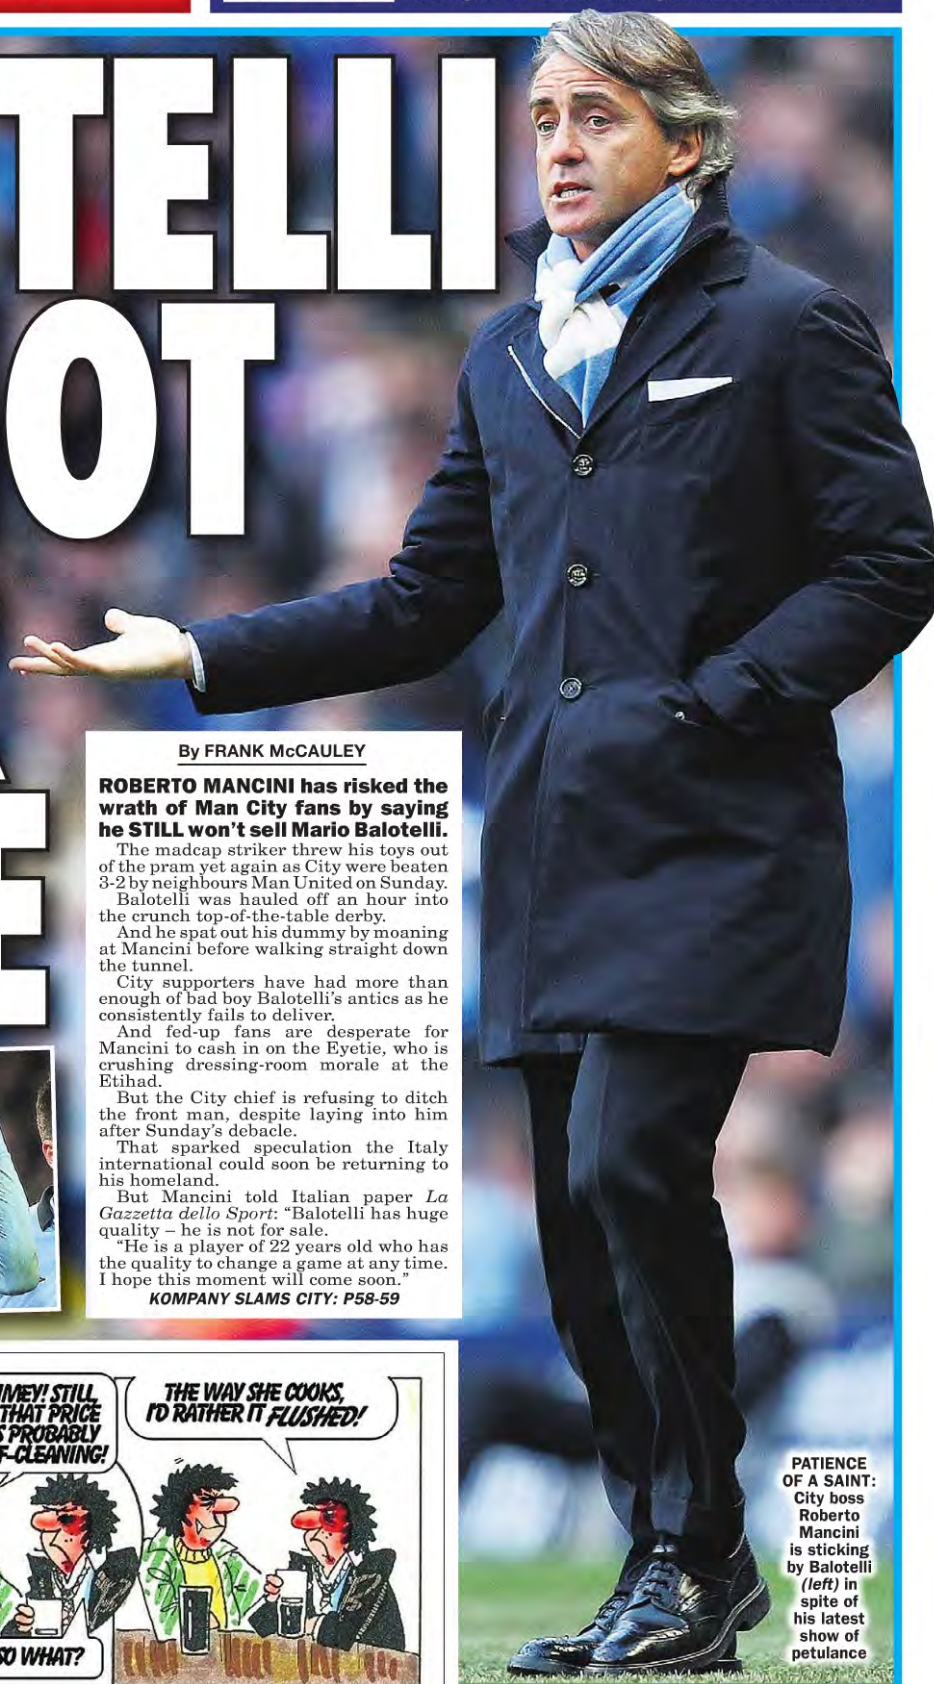 TELLI
OT
By FRANK McCAULEY
ROBERTO MANCINI has risked the
wrath of Man City fans by saying
he STILL won't sell Mario Balotelli.
The madcap striker threw his toys out
of the pram yet again as City were beaten
3-2 by neighbours Man United on Sunday.
Balotelli was hauled off an hour into
the crunch top-of-the-table derby.
And he spat out his dummy by moaning
at Mancini before walking straight down
the tunnel.
City supporters have had more than
enough of bad boy Balotelli's antics as he
consistently fails to deliver.
And fed-up fans are desperate for
Mancini to cash in on the Eyetie, who is
crushing dressing-room morale at the
Etihad.
But the City chief is refusing to ditch
the front man, despite laying into him
after Sunday's debacle.
That sparked speculation the Italy
international could soon be returning to
his homeland.
But Mancini told Italian paper La
Gazzetta dello Sport: "Balotelli has huge
quality – he is not for sale.
"He is a player of 22 years old who has
the quality to change a game at any time.
I hope this moment will come soon."
KOMPANY SLAMS CITY: P58-59
IMEY! STILL,
THAT PRICE
S PROBABLY
F-CLEANING!
SO WHAT?
THE WAY SHE COOKS,
I'D RATHER IT FLUSHED!
PATIENCE
OF A SAINT:
City boss
Roberto
Mancini
is sticking
by Balotelli
(left) in
spite of
his latest
show of
petulance